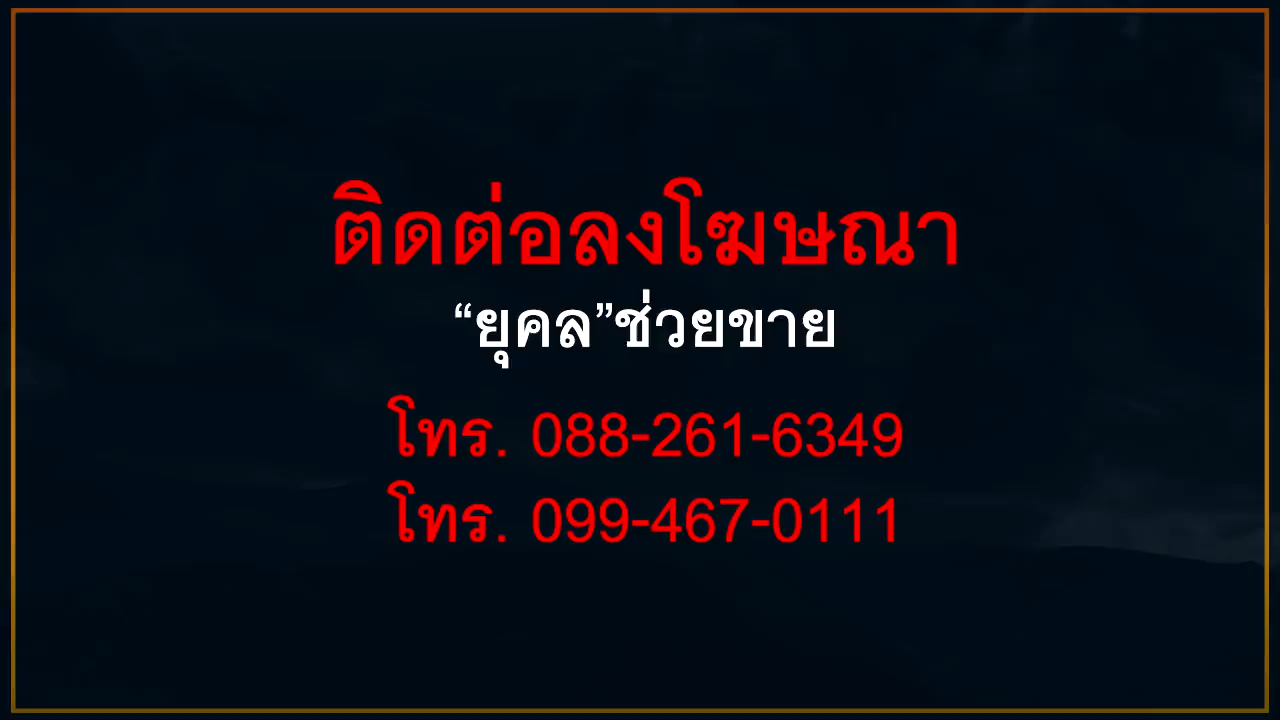 ติดต่อลงโฆษณา
“ยุคล”ช่วยขาย
โทร. 088-261-6349
โทร. 099-467-0111